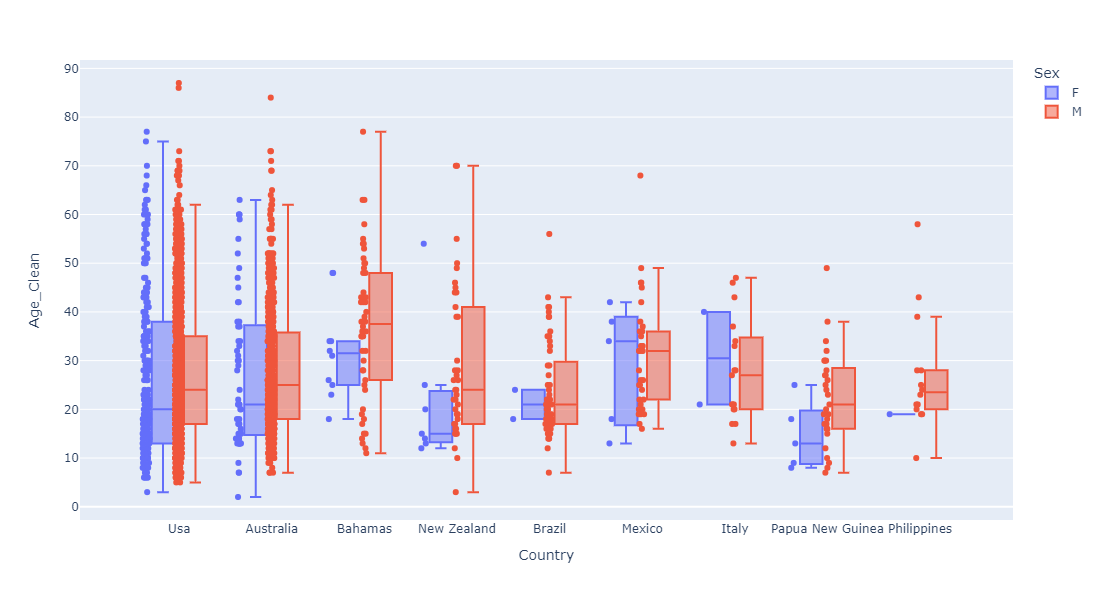 Sex
F
M
90
80
70
60
50
40
30
20
10
0
Age_Clean
Usa Australia Bahamas New Zealand Brazil Mexico Italy Papua New Guinea Philippines
Country